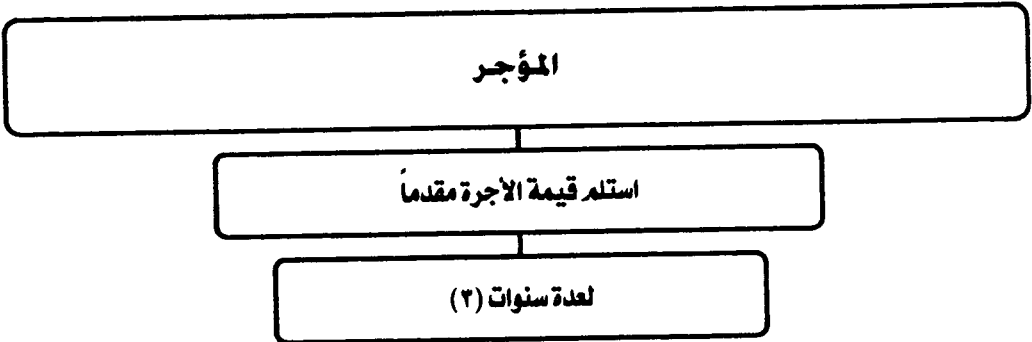 المؤجر
استلم قيمة الأجرة مقدماً
لعدة سنوات (٣)